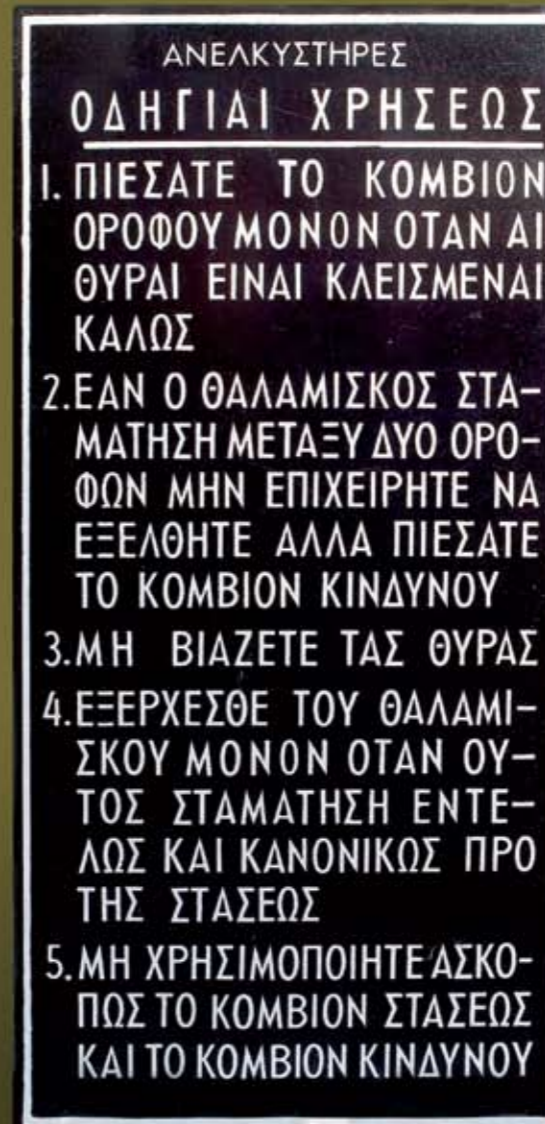 ΑΝΕΛΚΥΣΤΗΡΕΣ
ΟΔΗΓΙΑΙ ΧΡΗΣΕΩΣ
1. ΠΙΕΣΑΤΕ ΤΟ ΚΟΜΒΙΟΝ
ΟΡΟΦΟΥ ΜΟΝΟΝ ΟΤΑΝ ΑΙ
ΘΥΡΑΙ ΕΙΝΑΙ ΚΛΕΙΣΜΕΝΑΙ
ΚΑΛΩΣ
2. ΕΑΝ Ο ΘΑΛΑΜΙΣΚΟΣ ΣΤΑ-
ΜΑΤΗΣΗ ΜΕΤΑΞΥ ΔΥΟ ΟΡΟ-
ΦΩΝ ΜΗΝ ΕΠΙΧΕΙΡΗΤΕ ΝΑ
ΕΞΕΛΘΗΤΕ ΑΛΛΑ ΠΙΕΣΑΤΕ
ΤΟ ΚΟΜΒΙΟΝ ΚΙΝΔΥΝΟΥ
3. ΜΗ ΒΙΑΖΕΤΕ ΤΑΣ ΘΥΡΑΣ
4. ΕΞΕΡΧΕΣΘΕ ΤΟΥ ΘΑΛΑΜΙ-
ΣΚΟΥ ΜΟΝΟΝ ΟΤΑΝ ΟΥ-
ΤΟΣ ΣΤΑΜΑΤΗΣΗ ΕΝΤΕ-
ΛΩΣ ΚΑΙ ΚΑΝΟΝΙΚΩΣ ΠΡΟ
ΤΗΣ ΣΤΑΣΕΩΣ
5. ΜΗ ΧΡΗΣΙΜΟΠΟΙΗΤΕ ΑΣΚΟ-
ΠΩΣ ΤΟ ΚΟΜΒΙΟΝ ΣΤΑΣΕΩΣ
ΚΑΙ ΤΟ ΚΟΜΒΙΟΝ ΚΙΝΔΥΝΟΥ